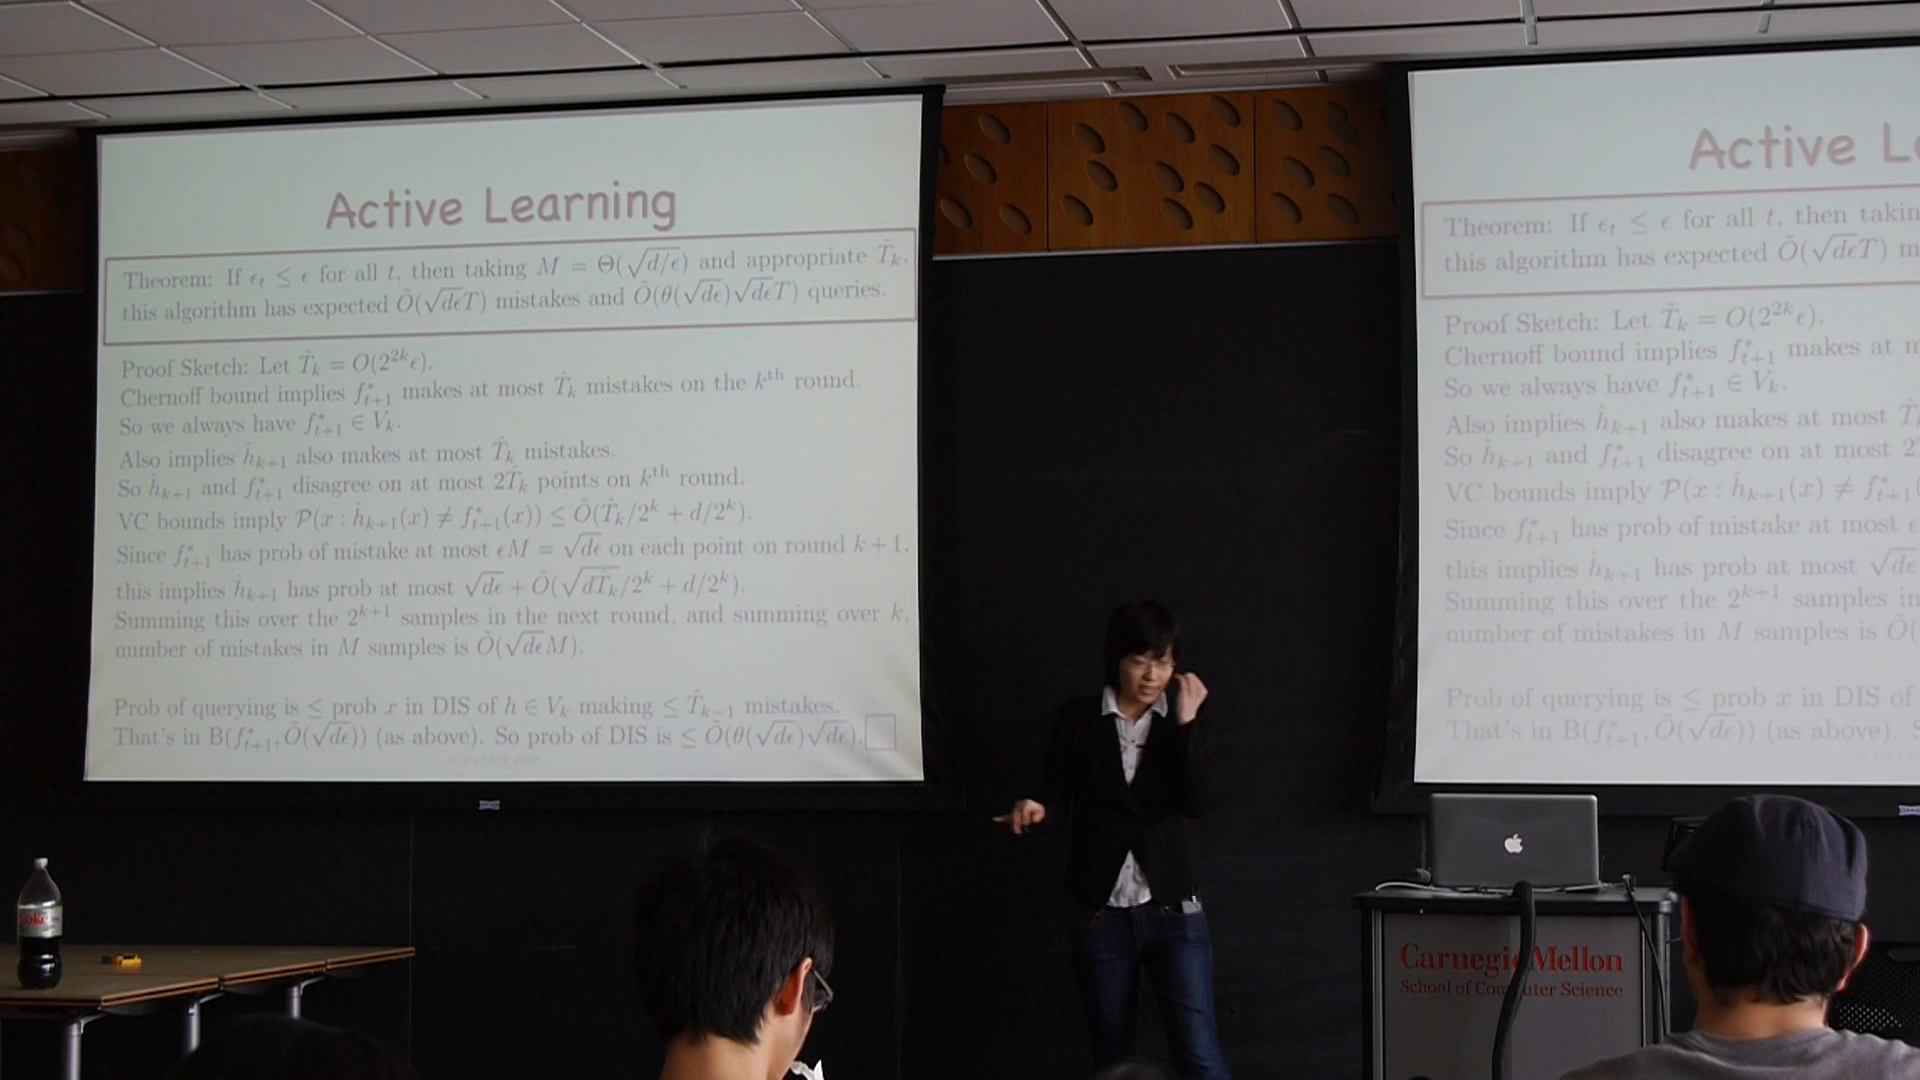 Active Learning
Theorem: If ϵ_t ≤ ϵ for all t, then taking M = Θ(√d/ϵ) and appropriate T̂_k,
this algorithm has expected Õ(√dϵT) mistakes and Õ(θ(√dϵ)√dϵT) queries.
Proof Sketch: Let T̂_k = O(2^{2k}ϵ).
Chernoff bound implies f*_{t+1} makes at most T̂_k mistakes on the k^th round.
So we always have f*_{t+1} ∈ V_k.
Also implies ĥ_{k+1} also makes at most T̂_k mistakes.
So ĥ_{k+1} and f*_{t+1} disagree on at most 2T̂_k points on k^th round.
VC bounds imply P(x : ĥ_{k+1}(x) ≠ f*_{t+1}(x)) ≤ Õ(T̂_k/2^k + d/2^k).
Since f*_{t+1} has prob of mistake at most ϵM = √dϵ on each point on round k + 1,
this implies ĥ_{k+1} has prob at most √dϵ + Õ(√dT̂_k/2^k + d/2^k).
Summing this over the 2^{k+1} samples in the next round, and summing over k,
number of mistakes in M samples is Õ(√dϵM).
Prob of querying is ≤ prob x in DIS of h ∈ V_k making ≤ T̂_{k−1} mistakes.
That's in B(f*_{t+1}, Õ(√dϵ)) (as above). So prob of DIS is ≤ Õ(θ(√dϵ)√dϵ).
Active L
Theorem: If ϵ_t ≤ ϵ for all t, then takin
this algorithm has expected Õ(√dϵT) m
Proof Sketch: Let T̂_k = O(2^{2k}ϵ).
Chernoff bound implies f*_{t+1} makes at m
So we always have f*_{t+1} ∈ V_k.
Also implies ĥ_{k+1} also makes at most T̂
So ĥ_{k+1} and f*_{t+1} disagree on at most 2
VC bounds imply P(x : ĥ_{k+1}(x) ≠ f*_{t+1}(
Since f*_{t+1} has prob of mistake at most ϵ
this implies ĥ_{k+1} has prob at most √dϵ
Summing this over the 2^{k+1} samples in
number of mistakes in M samples is Õ(
Prob of querying is ≤ prob x in DIS of
That's in B(f*_{t+1}, Õ(√dϵ)) (as above). S
Coke
Carnegie Mellon
School of Computer Science